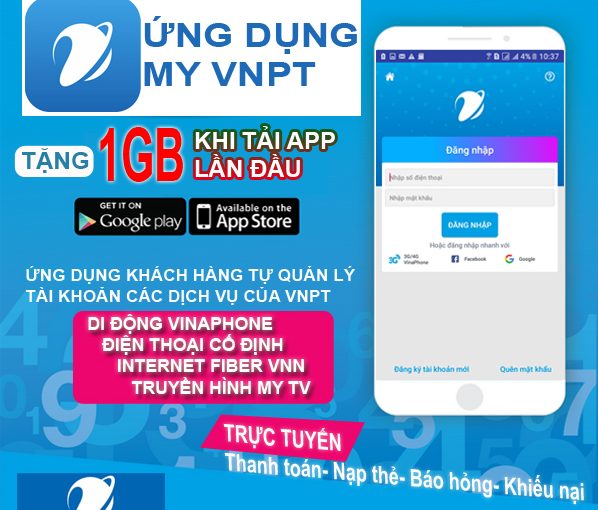 ỨNG DỤNG
MY VNPT
TẶNG 1GB KHI TẢI APP
LẦN ĐẦU
GET IT ON
Google play
Available on the
App Store
ỨNG DỤNG KHÁCH HÀNG TỰ QUẢN LÝ
TÀI KHOẢN CÁC DỊCH VỤ CỦA VNPT
DI ĐỘNG VINAPHONE
ĐIỆN THOẠI CỐ ĐỊNH
INTERNET FIBER VNN
TRUYỀN HÌNH MY TV
TRỰC TUYẾN
Thanh toán- Nạp thẻ- Báo hỏng- Khiếu nại
4% 10:37
Đăng nhập
Nhập số điện thoại
Nhập mật khẩu
ĐĂNG NHẬP
Hoặc đăng nhập nhanh với
3G 3G/4G
VinaPhone
Facebook
Google
Đăng ký tài khoản mới
Quên mật khẩu